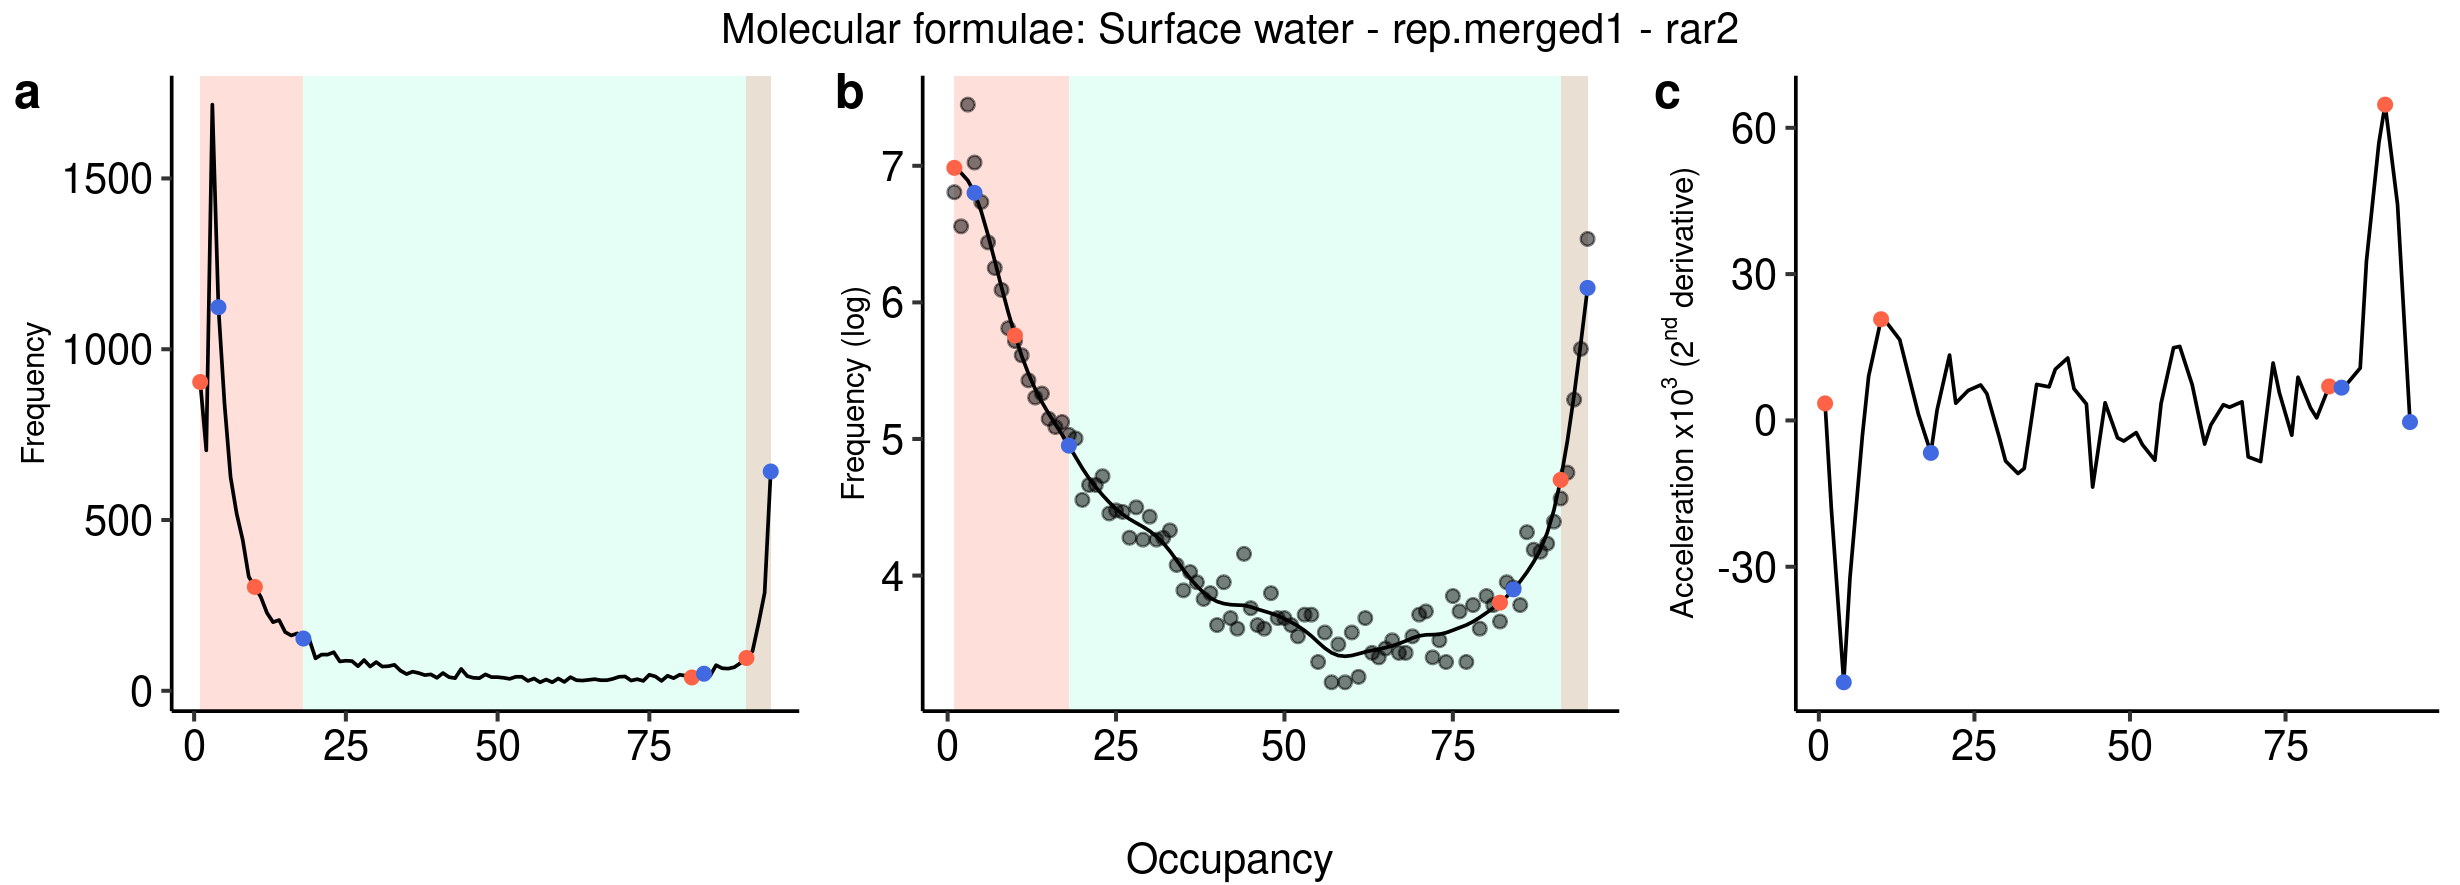 Molecular formulae: Surface water - rep.merged1 - rar2
a
Frequency
1500
1000
500
0
0 25 50 75
b
Frequency (log)
7
6
5
4
0 25 50 75
c
Acceleration x10³ (2ⁿᵈ derivative)
60
30
0
-30
0 25 50 75
Occupancy